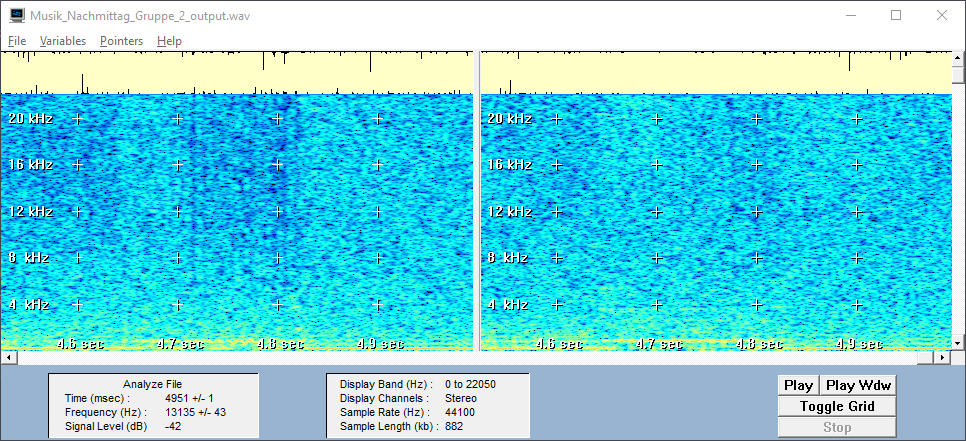 Musik_Nachmittag_Gruppe_2_output.wav
File Variables Pointers Help
20 kHz 20 kHz
16 kHz 16 kHz
12 kHz 12 kHz
8 kHz 8 kHz
4 kHz 4 kHz
4.6 sec 4.7 sec 4.8 sec 4.9 sec 4.6 sec 4.7 sec 4.8 sec 4.9 sec
Analyze File
Time (msec) : 4951 +/- 1
Frequency (Hz) : 13135 +/- 43
Signal Level (dB) -42
Display Band (Hz) : 0 to 22050
Display Channels : Stereo
Sample Rate (Hz) : 44100
Sample Length (kb) : 882
Play Play Wdw
Toggle Grid
Stop